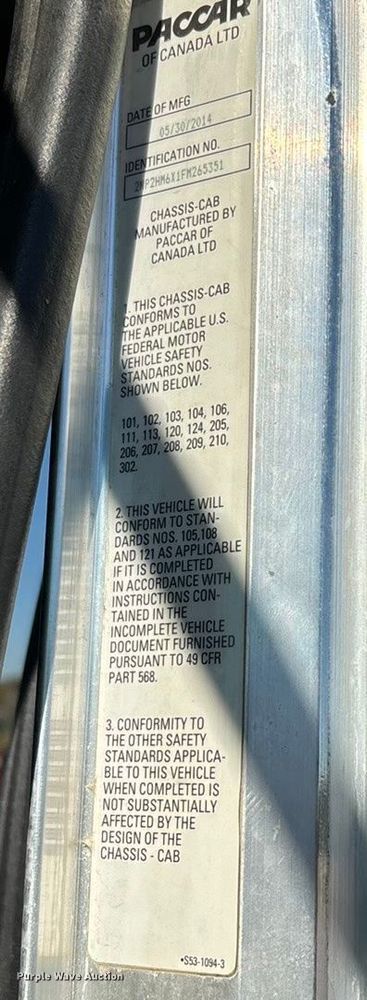 PACCAR
OF CANADA LTD
DATE OF MFG
05/30/2014
IDENTIFICATION NO.
2NP2HM6X1FM265351
CHASSIS-CAB
MANUFACTURED BY
PACCAR OF
CANADA LTD
1. THIS CHASSIS-CAB
CONFORMS TO
THE APPLICABLE U.S.
FEDERAL MOTOR
VEHICLE SAFETY
STANDARDS NOS.
SHOWN BELOW.
101, 102, 103, 104, 106,
111, 113, 120, 124, 205,
206, 207, 208, 209, 210,
302.
2. THIS VEHICLE WILL
CONFORM TO STAN-
DARDS NOS. 105,108
AND 121 AS APPLICABLE
IF IT IS COMPLETED
IN ACCORDANCE WITH
INSTRUCTIONS CON-
TAINED IN THE
INCOMPLETE VEHICLE
DOCUMENT FURNISHED
PURSUANT TO 49 CFR
PART 568.
3. CONFORMITY TO
THE OTHER SAFETY
STANDARDS APPLICA-
BLE TO THIS VEHICLE
WHEN COMPLETED IS
NOT SUBSTANTIALLY
AFFECTED BY THE
DESIGN OF THE
CHASSIS - CAB
•S53-1094-3
Purple Wave Auction